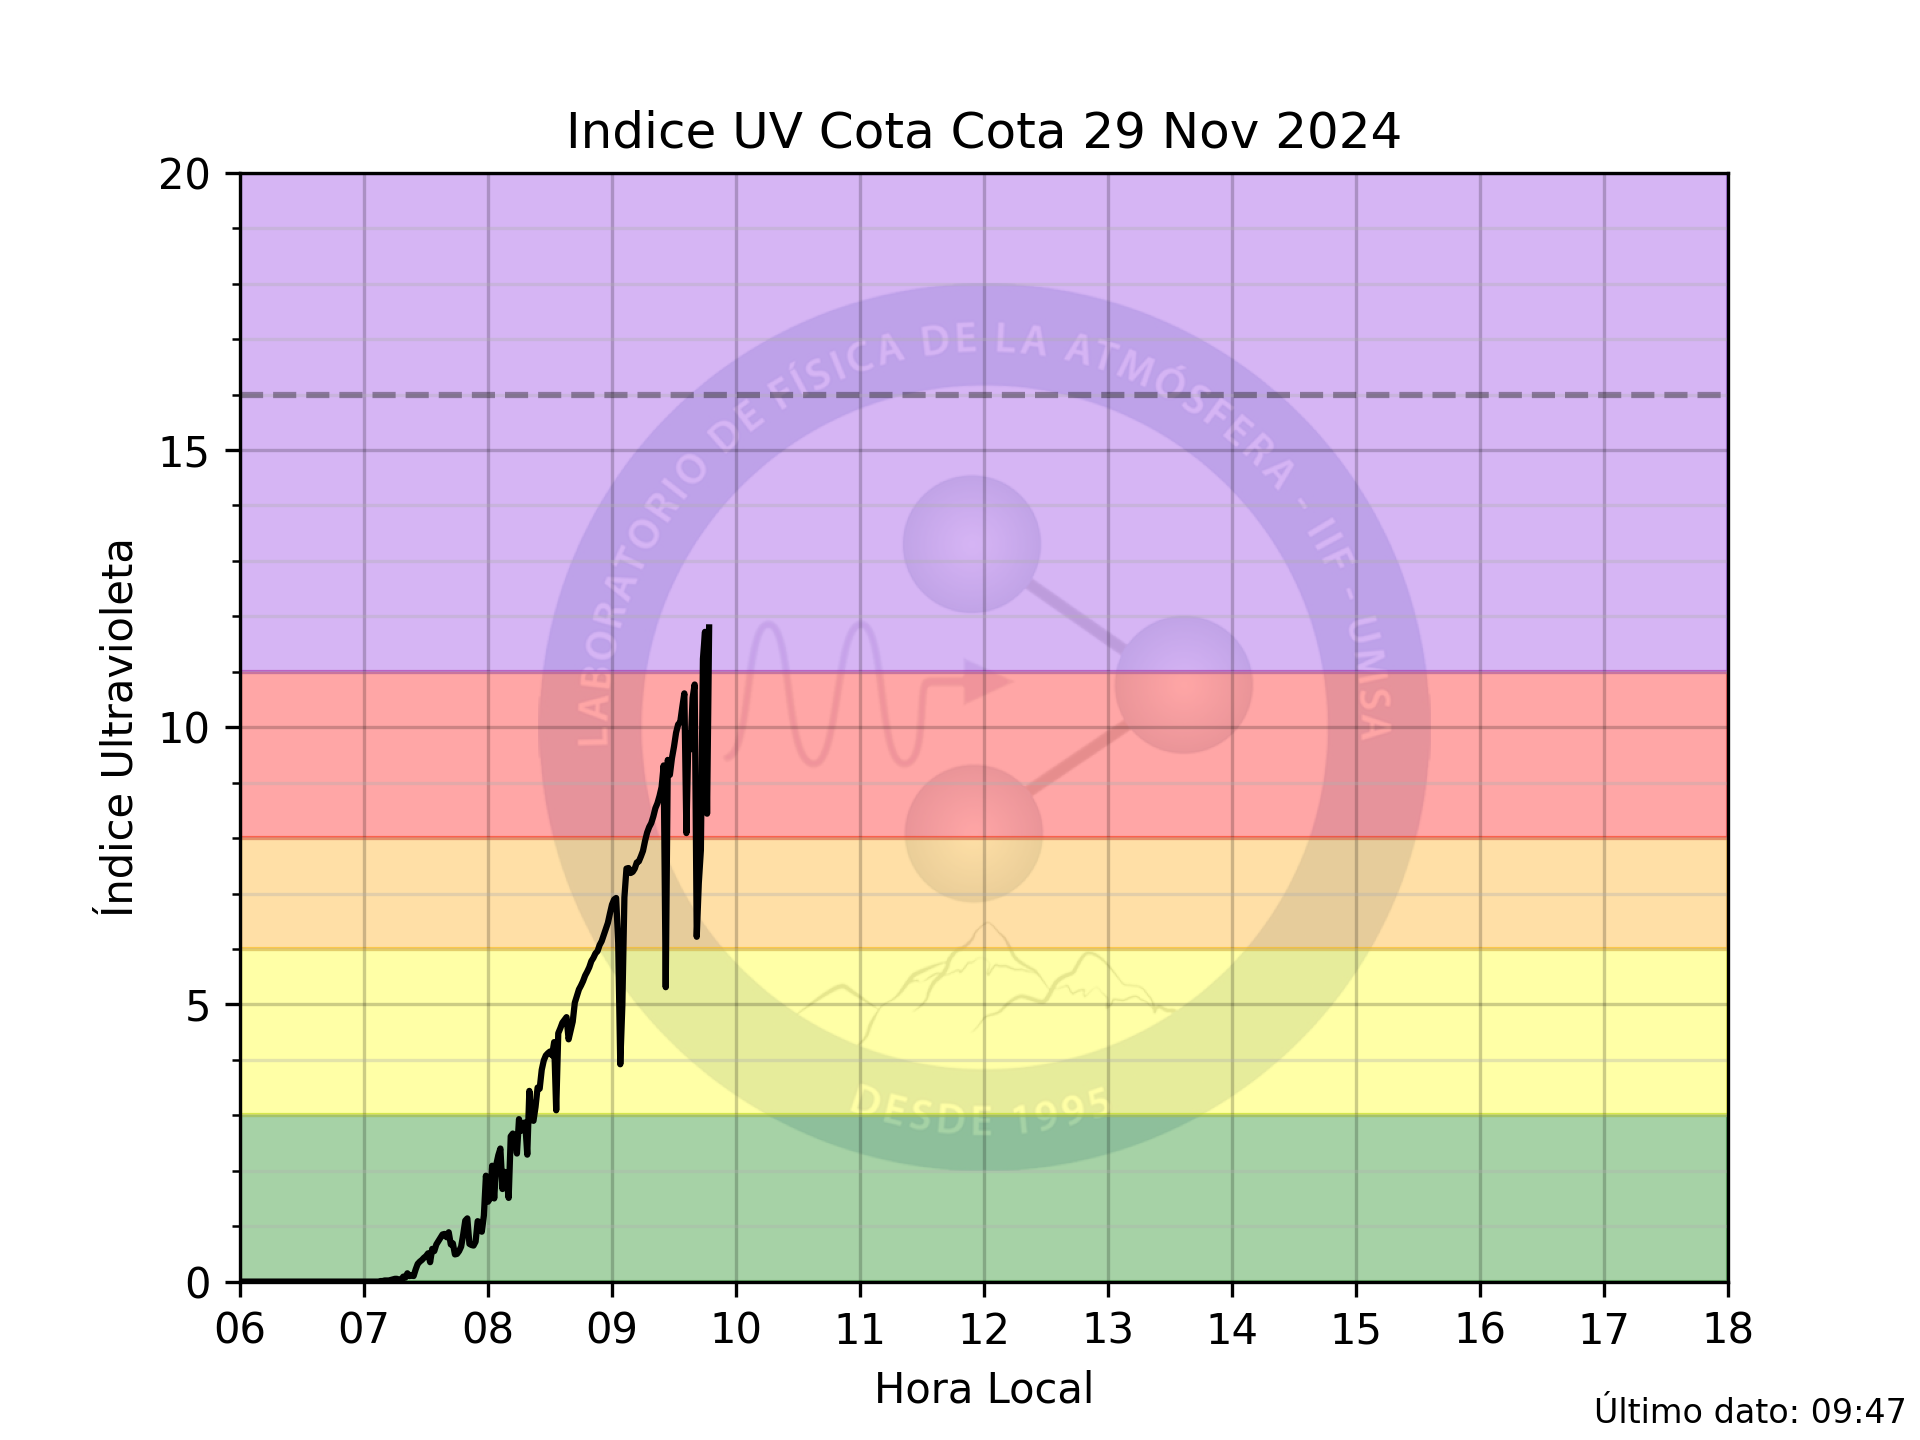 Indice UV Cota Cota 29 Nov 2024
20
15
10
5
0
Índice Ultravioleta
LABORATORIO DE FÍSICA DE LA ATMÓSFERA - IIF - UMSA
DESDE 1995
06 07 08 09 10 11 12 13 14 15 16 17 18
Hora Local
Último dato: 09:47